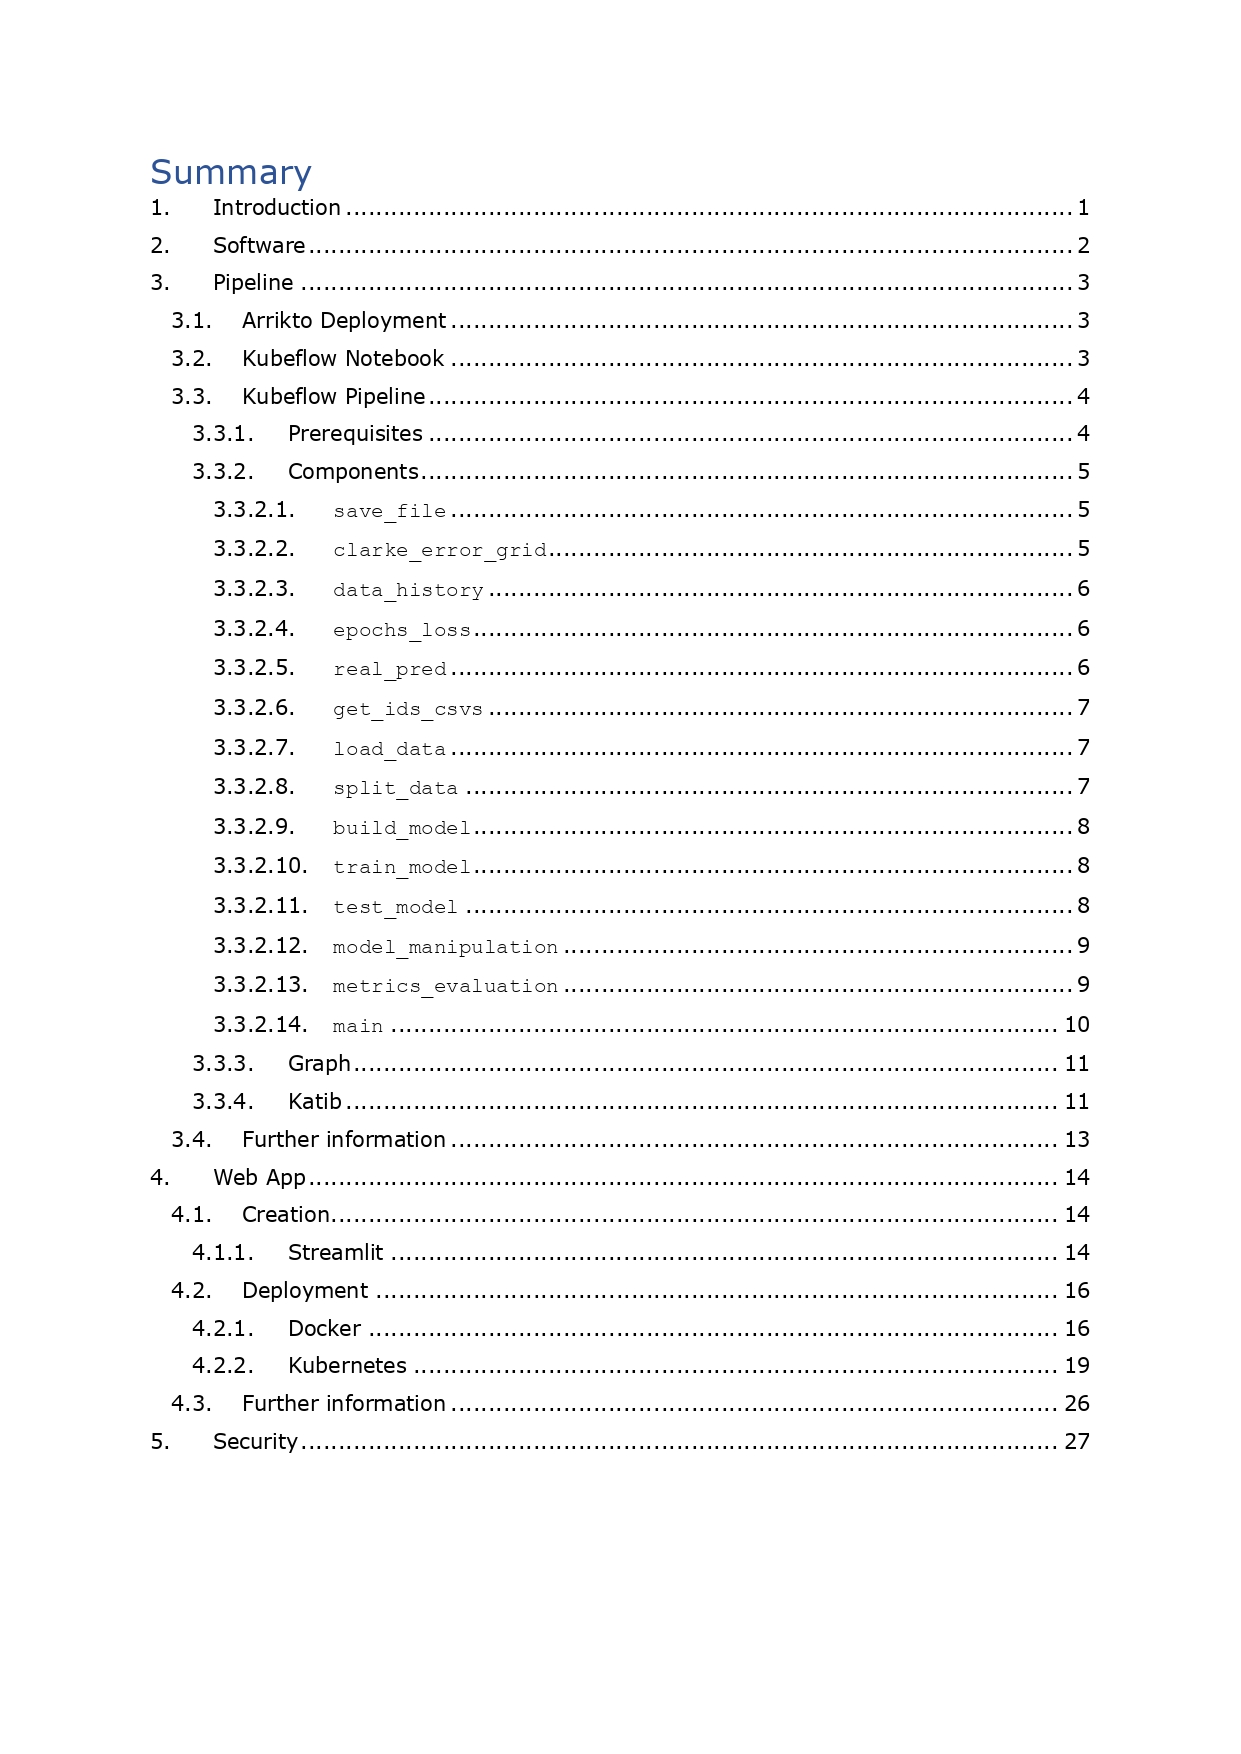 Summary
1. Introduction ........ 1
2. Software ........ 2
3. Pipeline ........ 3
3.1. Arrikto Deployment ........ 3
3.2. Kubeflow Notebook ........ 3
3.3. Kubeflow Pipeline ........ 4
3.3.1. Prerequisites ........ 4
3.3.2. Components ........ 5
3.3.2.1. save_file ........ 5
3.3.2.2. clarke_error_grid ........ 5
3.3.2.3. data_history ........ 6
3.3.2.4. epochs_loss ........ 6
3.3.2.5. real_pred ........ 6
3.3.2.6. get_ids_csvs ........ 7
3.3.2.7. load_data ........ 7
3.3.2.8. split_data ........ 7
3.3.2.9. build_model ........ 8
3.3.2.10. train_model ........ 8
3.3.2.11. test_model ........ 8
3.3.2.12. model_manipulation ........ 9
3.3.2.13. metrics_evaluation ........ 9
3.3.2.14. main ........ 10
3.3.3. Graph ........ 11
3.3.4. Katib ........ 11
3.4. Further information ........ 13
4. Web App ........ 14
4.1. Creation ........ 14
4.1.1. Streamlit ........ 14
4.2. Deployment ........ 16
4.2.1. Docker ........ 16
4.2.2. Kubernetes ........ 19
4.3. Further information ........ 26
5. Security ........ 27